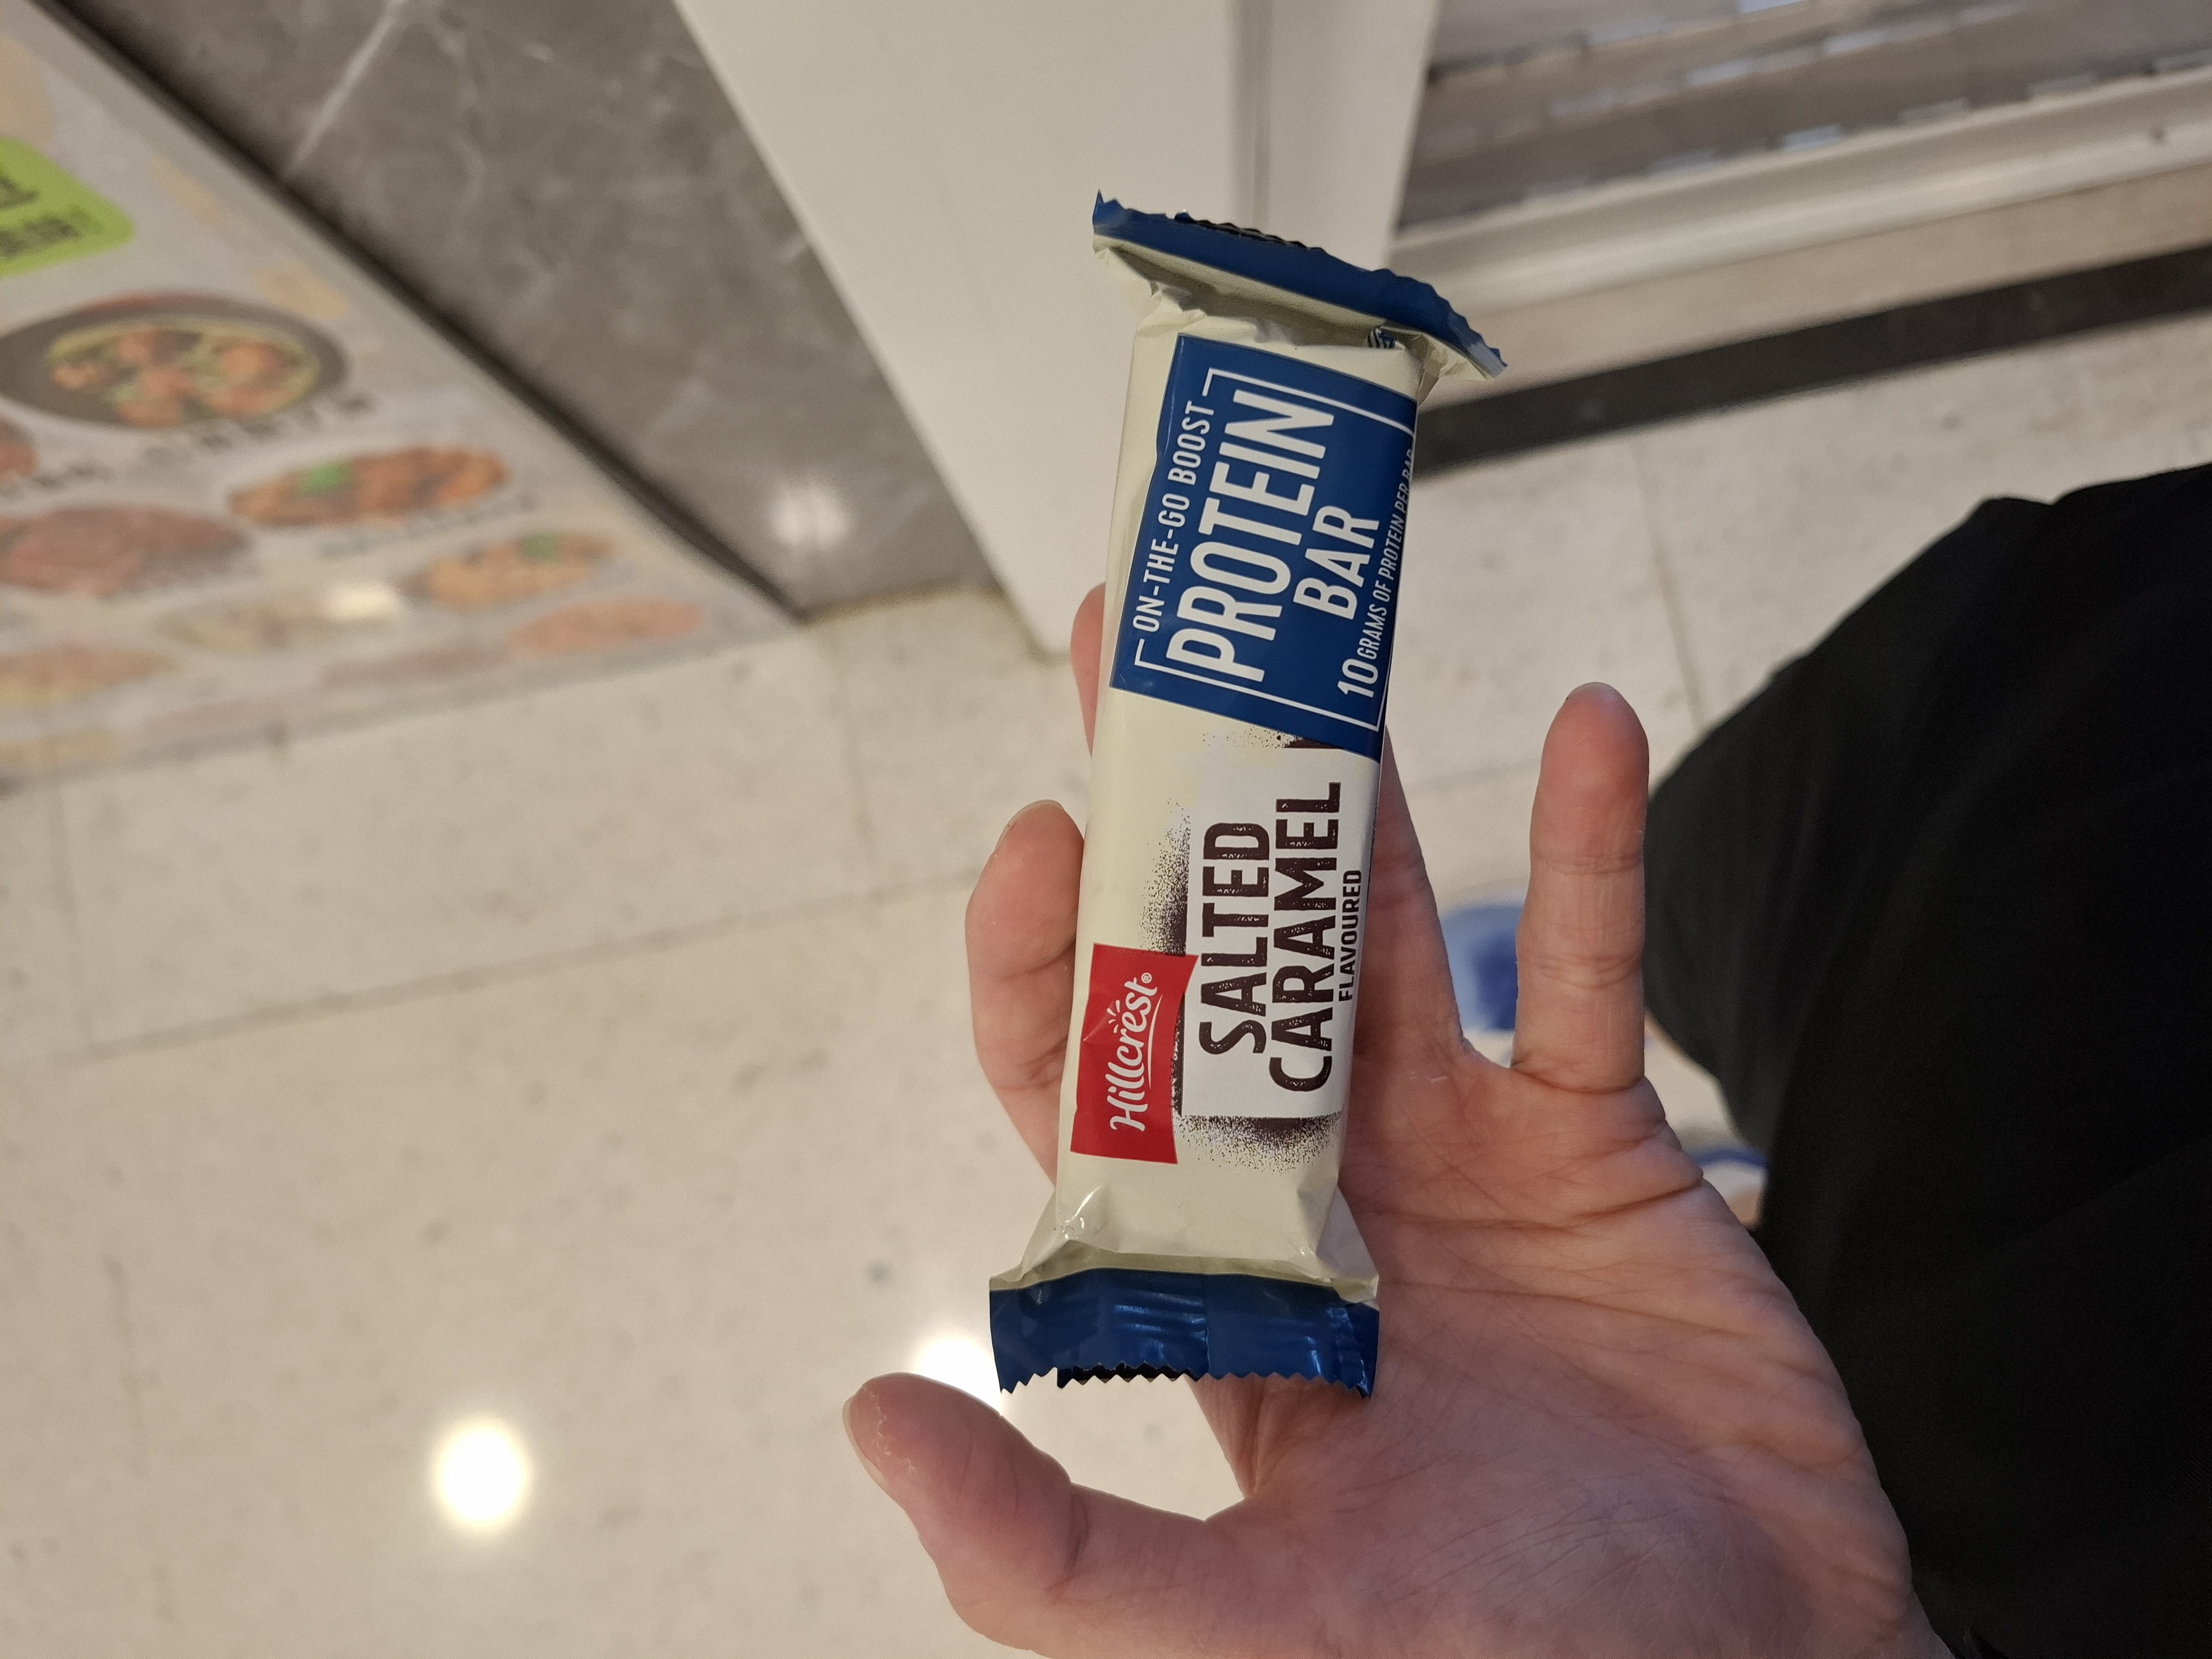 Hillcrest®
SALTED
CARAMEL
FLAVOURED
ON-THE-GO BOOST
PROTEIN
BAR
10 GRAMS OF PROTEIN PER BAR